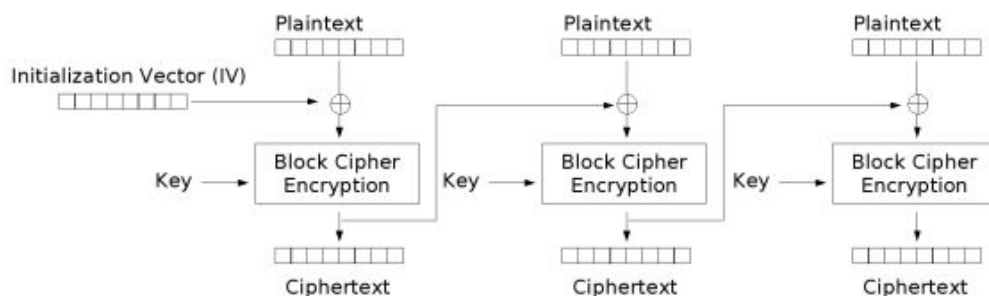 Plaintext
Plaintext
Plaintext
Initialization Vector (IV)
Block Cipher
Encryption
Block Cipher
Encryption
Block Cipher
Encryption
Key
Key
Key
Ciphertext
Ciphertext
Ciphertext